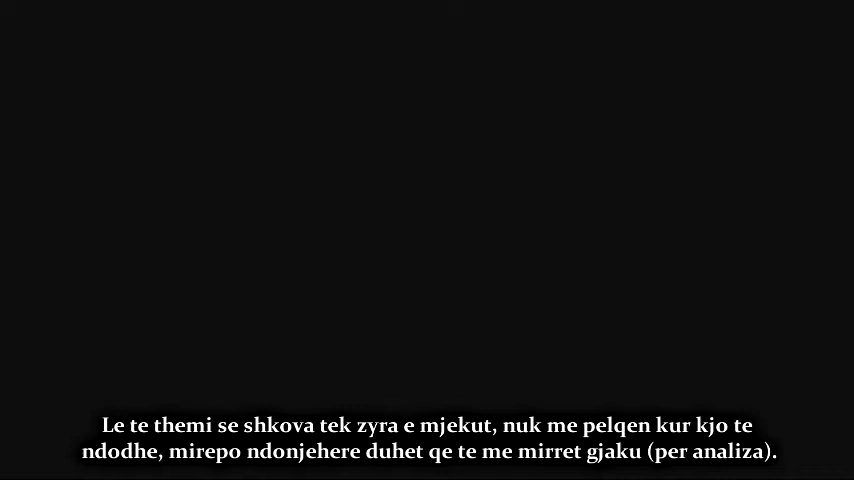 Le te themi se shkova tek zyra e mjekut, nuk me pelqen kur kjo te
ndodhe, mirepo ndonjehere duhet qe te me mirret gjaku (per analiza).